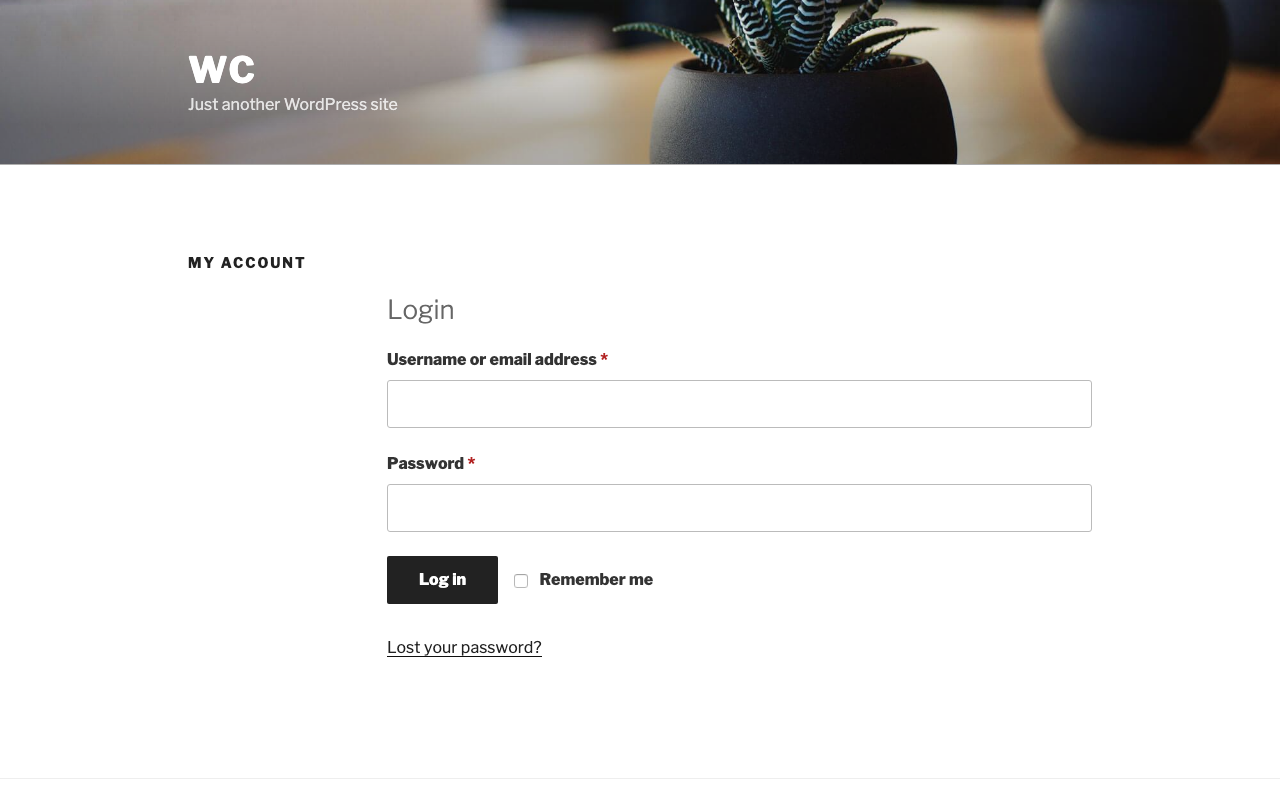 WC
Just another WordPress site
MY ACCOUNT
Login
Username or email address *
Password *
Log in
Remember me
Lost your password?